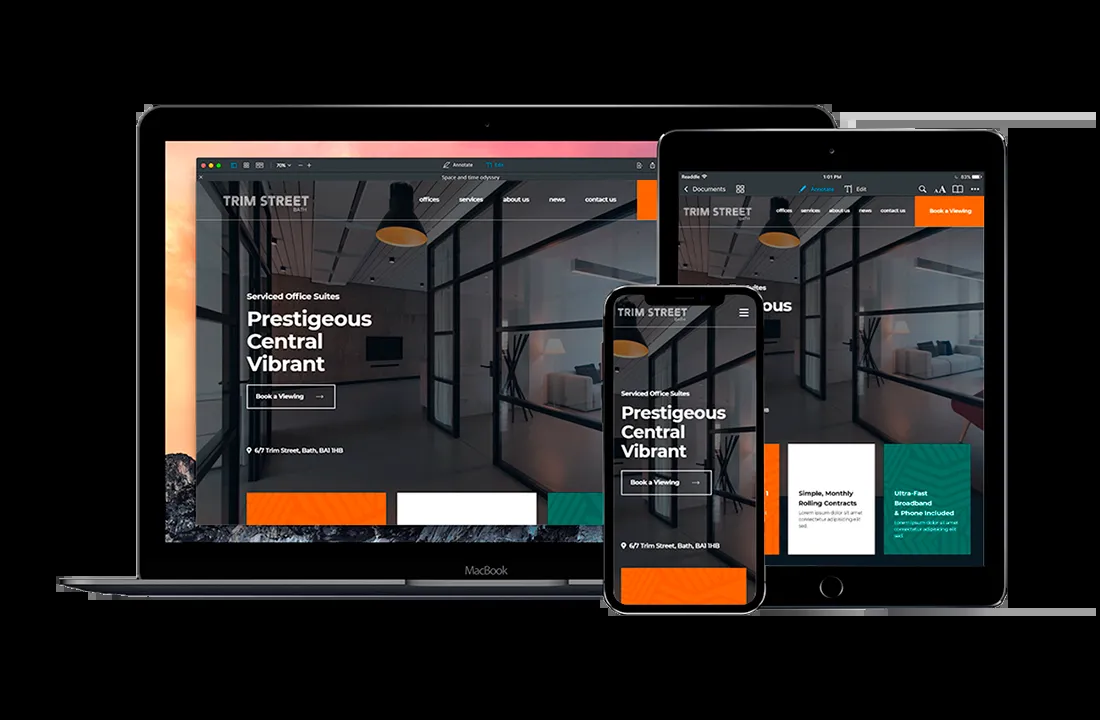 70%
Annotate
Edit
Space and time odyssey
TRIM STREET
BATH
offices
services
about us
news
contact us
Serviced Office Suites
Prestigeous
Central
Vibrant
Book a Viewing →
6/7 Trim Street, Bath, BA1 1HB
MacBook
Readdle
1:01 PM
83%
Documents
Annotate
Edit
TRIM STREET
BATH
offices
services
about us
news
contact us
Book a Viewing
ites
ous
HB
Simple, Monthly
Rolling Contracts
Lorem ipsum dolor sit amet
consectetur adipiscing elit
sed.
Ultra-Fast
Broadband
& Phone Included
Lorem ipsum dolor sit amet
consectetur adipiscing elit
sed.
TRIM STREET
BATH
Serviced Office Suites
Prestigeous
Central
Vibrant
Book a Viewing →
6/7 Trim Street, Bath, BA1 1HB